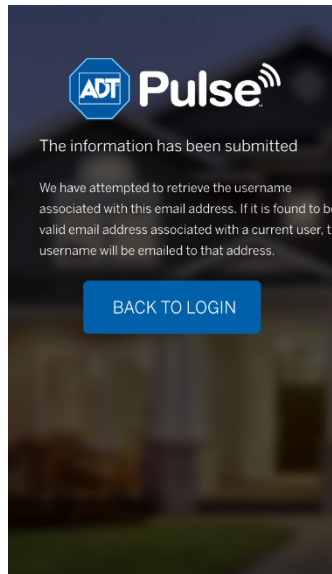 ADT Pulse
The information has been submitted
We have attempted to retrieve the username
associated with this email address. If it is found to
valid email address associated with a current user,
username will be emailed to that address.
BACK TO LOGIN